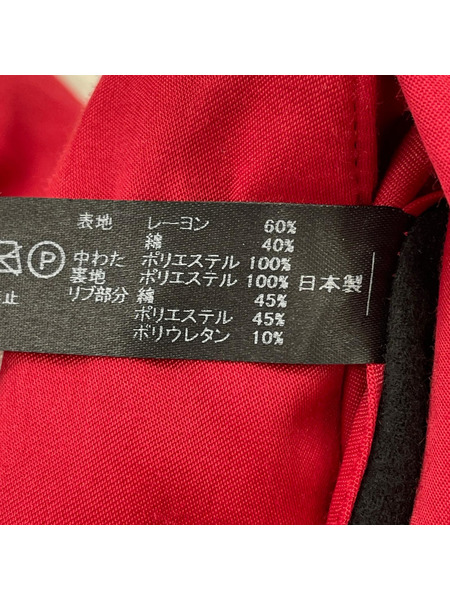 表地 レーヨン 60%
綿 40%
中わた ポリエステル 100%
裏地 ポリエステル 100%
リブ部分 綿 45%
ポリエステル 45%
ポリウレタン 10%
日本製
P
止